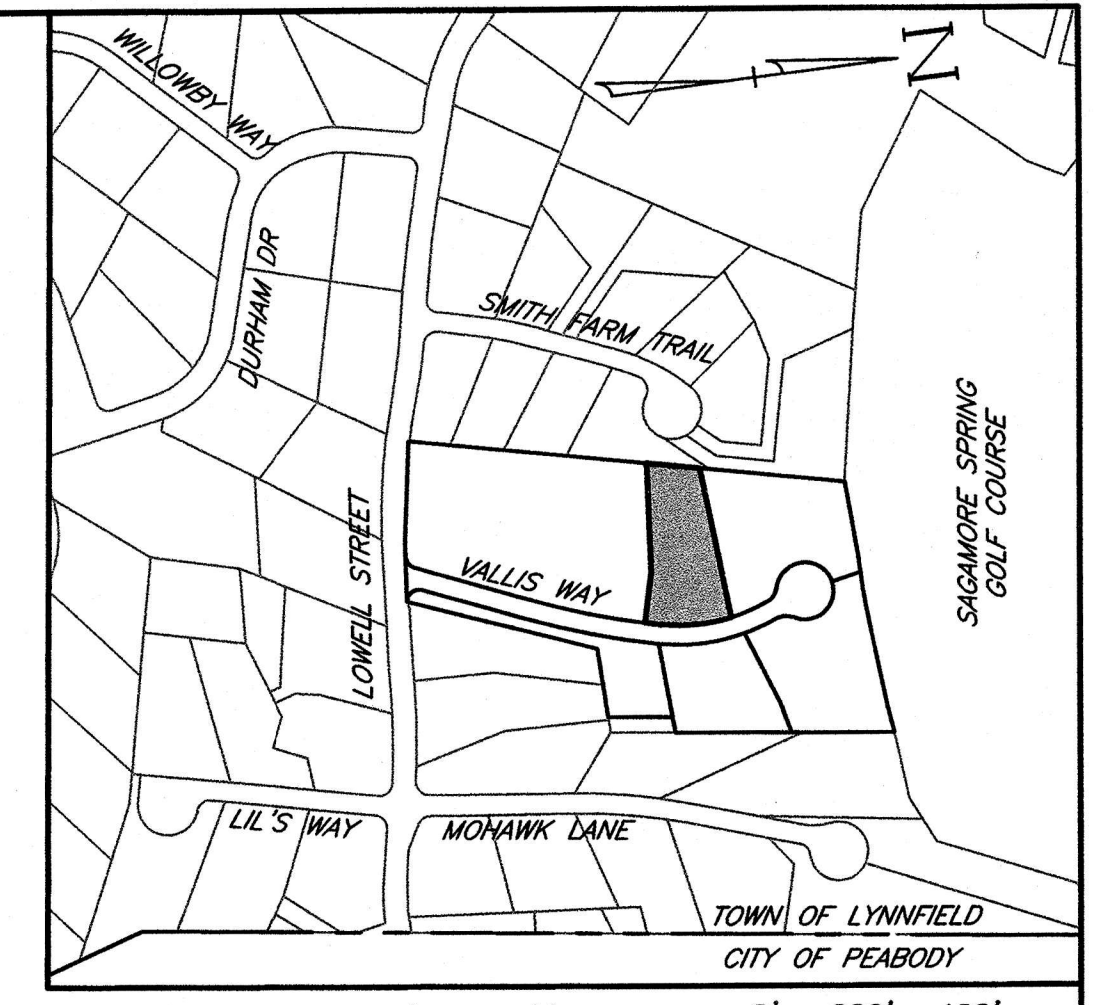 WILLOWBY WAY
N
DURHAM DR
SMITH FARM TRAIL
SAGAMORE SPRING
GOLF COURSE
LOWELL STREET
VALLIS WAY
LIL'S WAY
MOHAWK LANE
TOWN OF LYNNFIELD
CITY OF PEABODY